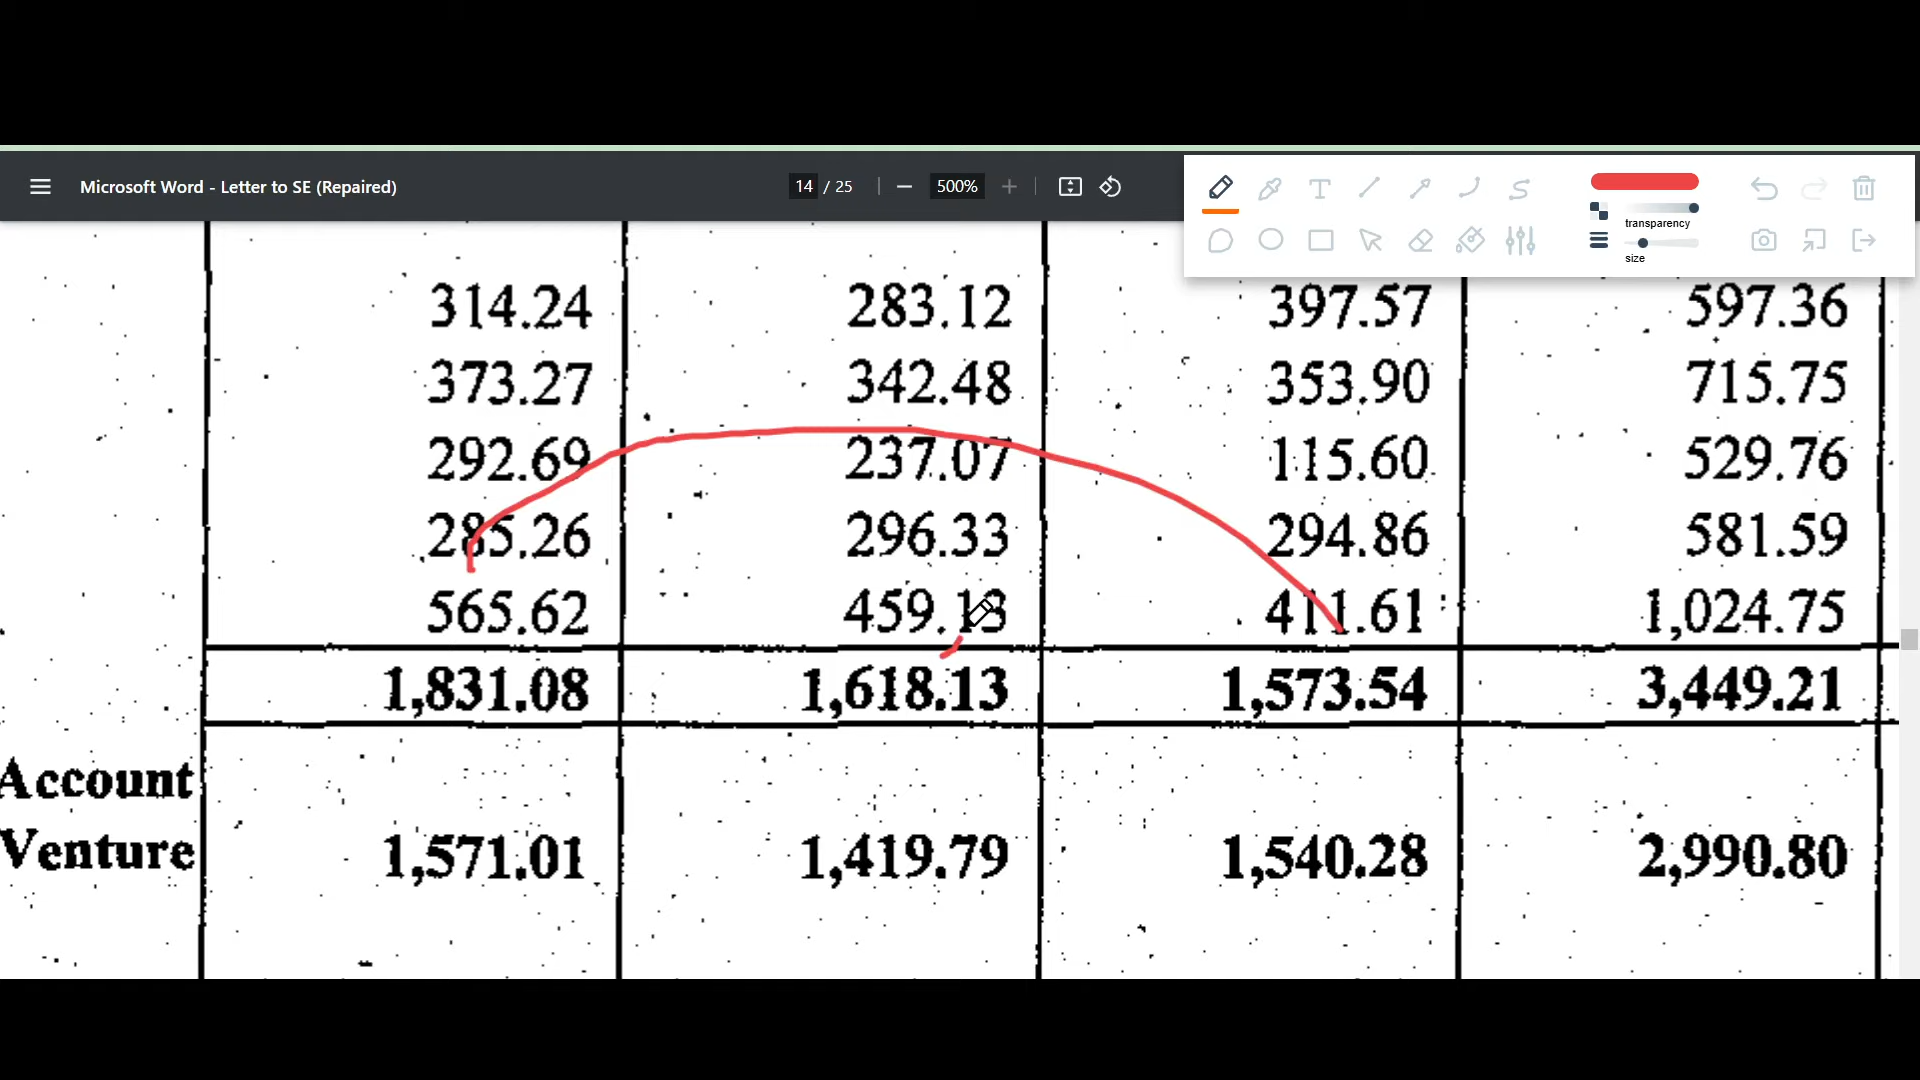 Microsoft Word - Letter to SE (Repaired)
14 / 25
500%
transparency
size
314.24 283.12 397.57 597.36
373.27 342.48 353.90 715.75
292.69 237.07 115.60 529.76
285.26 296.33 294.86 581.59
565.62 459.13 411.61 1,024.75
1,831.08 1,618.13 1,573.54 3,449.21
Account
Venture 1,571.01 1,419.79 1,540.28 2,990.80